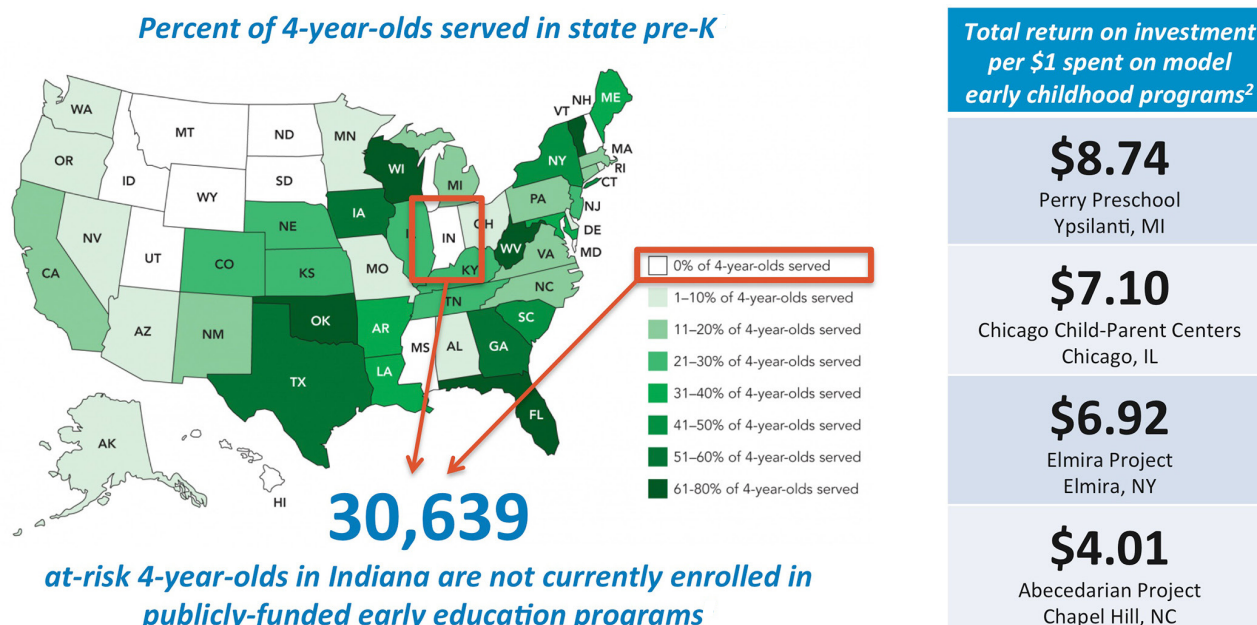 Percent of 4-year-olds served in state pre-K
WA
OR
CA
NV
ID
MT
WY
UT
AZ
CO
NM
ND
SD
NE
KS
OK
TX
MN
IA
MO
AR
LA
WI
IL
MI
IN
OH
KY
TN
MS
AL
GA
FL
SC
NC
VA
WV
PA
NY
VT
NH
ME
MA
RI
CT
NJ
DE
MD
AK
HI
0% of 4-year-olds served
1–10% of 4-year-olds served
11–20% of 4-year-olds served
21–30% of 4-year-olds served
31–40% of 4-year-olds served
41–50% of 4-year-olds served
51–60% of 4-year-olds served
61-80% of 4-year-olds served
30,639
at-risk 4-year-olds in Indiana are not currently enrolled in
publicly-funded early education programs
Total return on investment
per $1 spent on model
early childhood programs²
$8.74
Perry Preschool
Ypsilanti, MI
$7.10
Chicago Child-Parent Centers
Chicago, IL
$6.92
Elmira Project
Elmira, NY
$4.01
Abecedarian Project
Chapel Hill, NC